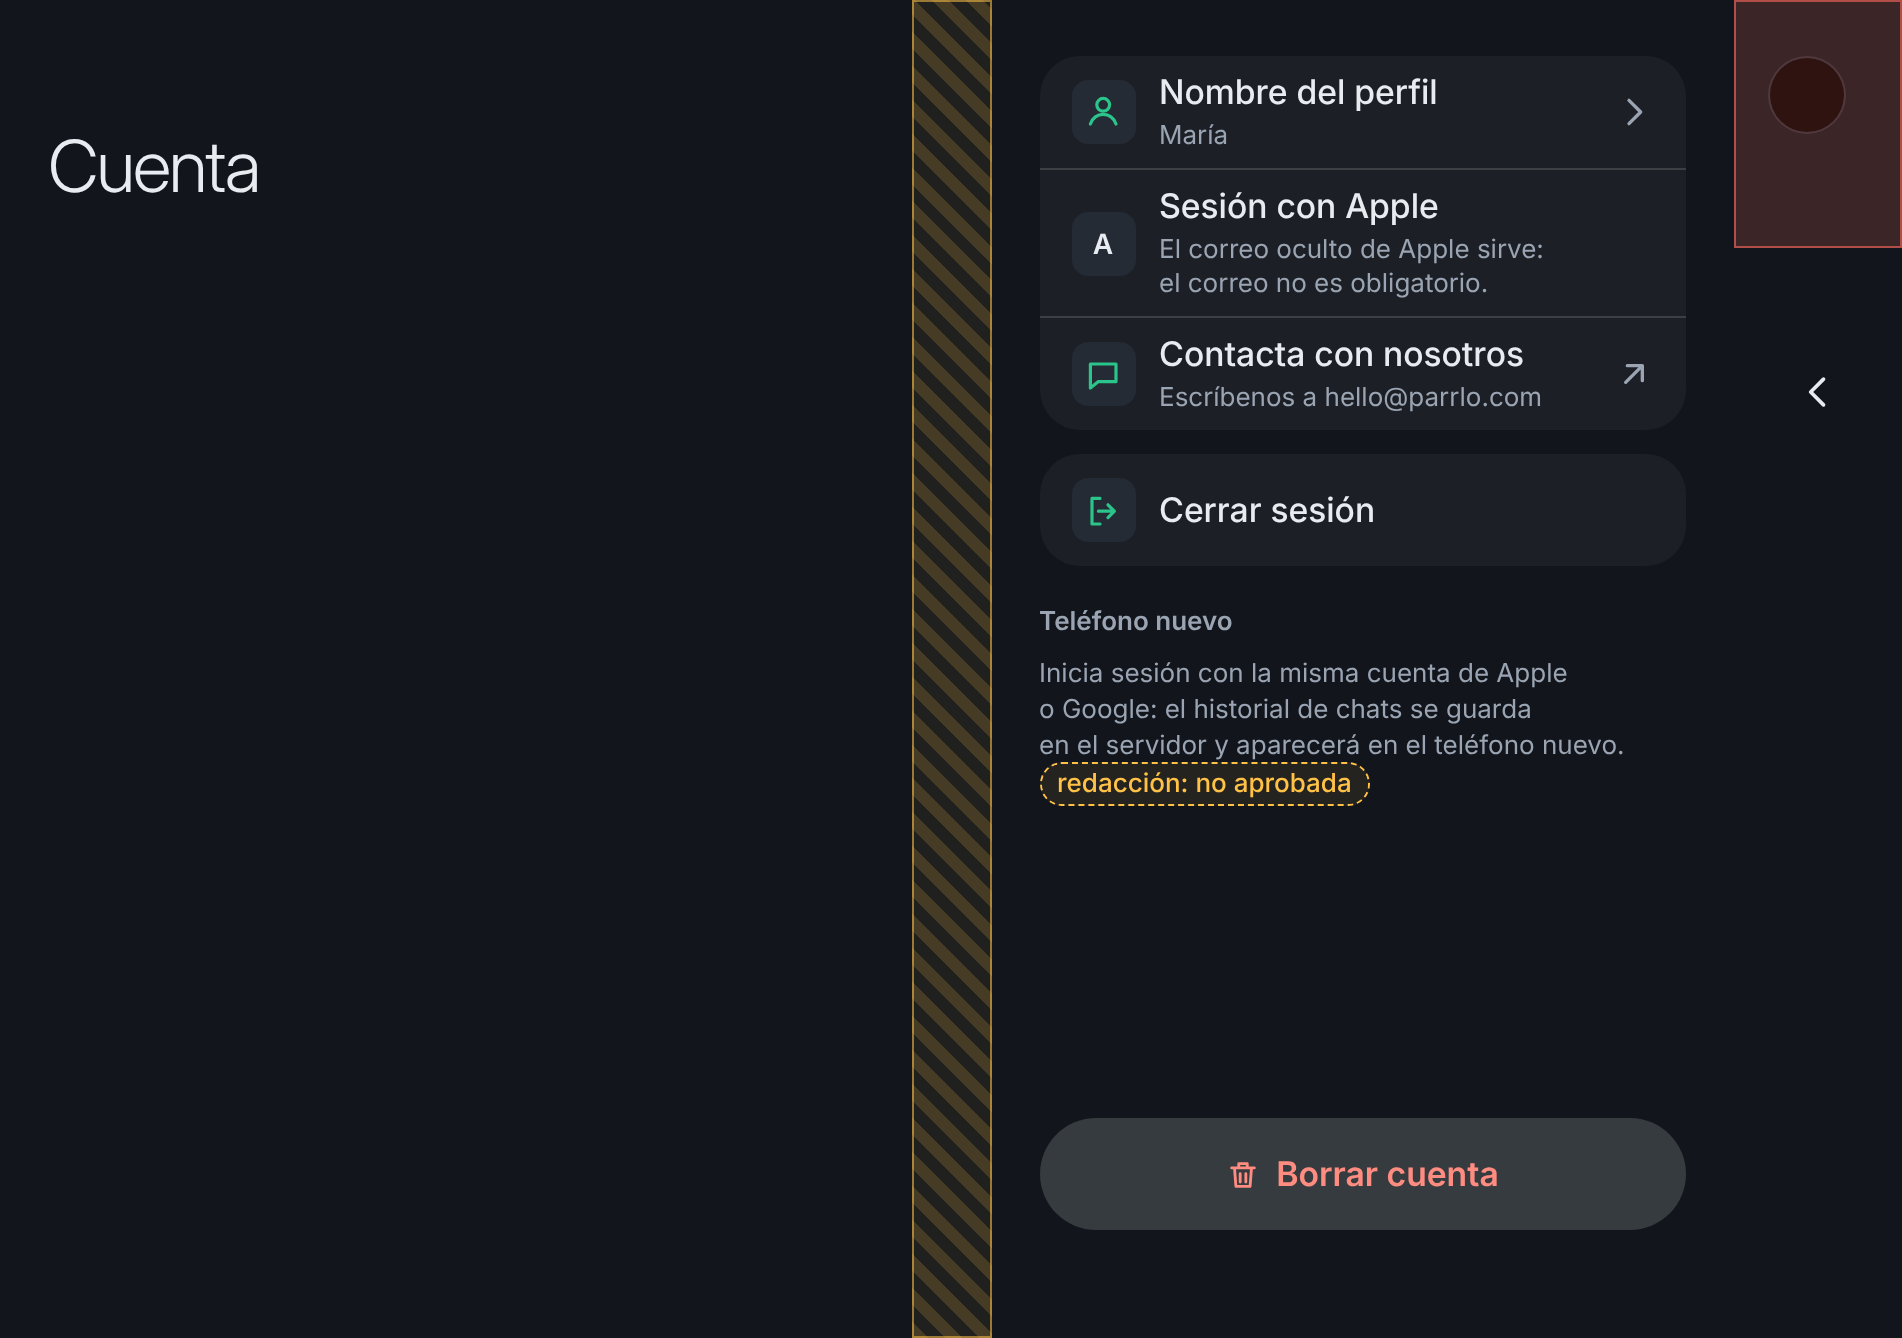 Cuenta
Nombre del perfil
María
A
Sesión con Apple
El correo oculto de Apple sirve:
el correo no es obligatorio.
Contacta con nosotros
Escríbenos a hello@parrlo.com
Cerrar sesión
Teléfono nuevo
Inicia sesión con la misma cuenta de Apple
o Google: el historial de chats se guarda
en el servidor y aparecerá en el teléfono nuevo.
redacción: no aprobada
Borrar cuenta